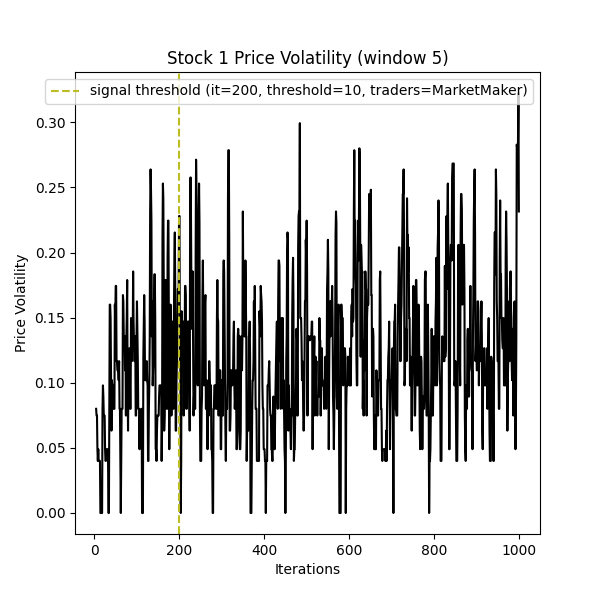 Stock 1 Price Volatility (window 5)
signal threshold (it=200, threshold=10, traders=MarketMaker)
0.30
0.25
0.20
0.15
0.10
0.05
0.00
Price Volatility
0 200 400 600 800 1000
Iterations